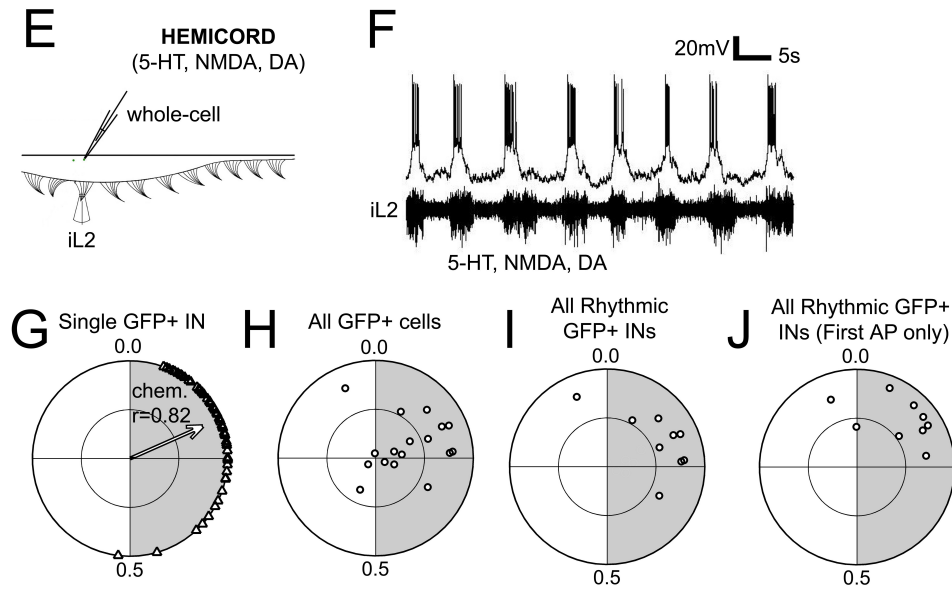 E
HEMICORD
(5-HT, NMDA, DA)
whole-cell
iL2
F
20mV
5s
iL2
5-HT, NMDA, DA
G
Single GFP+ IN
0.0
chem.
r=0.82
0.5
H
All GFP+ cells
0.0
0.5
I
All Rhythmic
GFP+ INs
0.0
0.5
J
All Rhythmic GFP+
INs (First AP only)
0.0
0.5